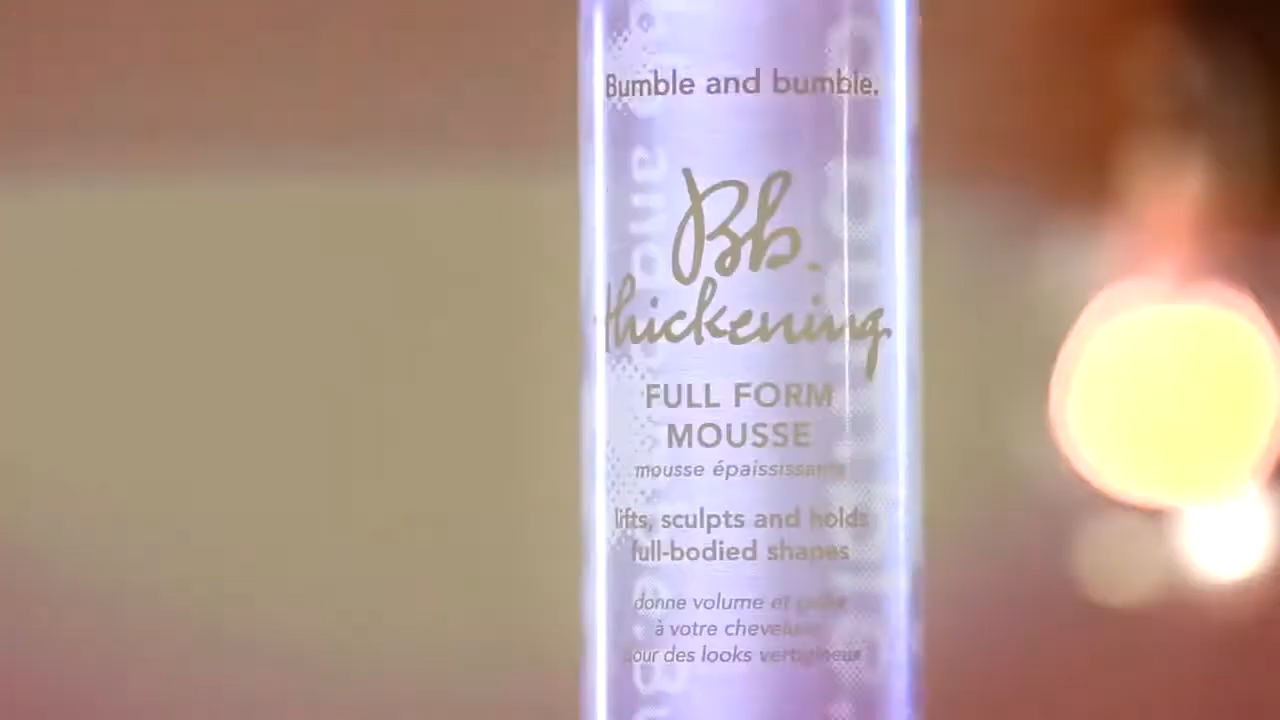 Bumble and bumble.
Bb.
thickening
FULL FORM
MOUSSE
mousse épaississante
lifts, sculpts and holds
full-bodied shapes
donne volume et
à votre
pour des looks vertigineux